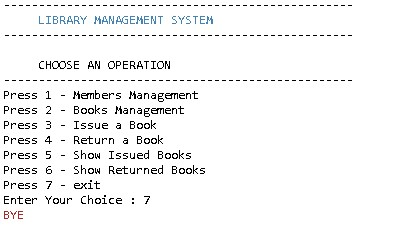 --------------------------------------------------
LIBRARY MANAGEMENT SYSTEM
--------------------------------------------------
CHOOSE AN OPERATION
--------------------------------------------------
Press 1 - Members Management
Press 2 - Books Management
Press 3 - Issue a Book
Press 4 - Return a Book
Press 5 - Show Issued Books
Press 6 - Show Returned Books
Press 7 - exit
Enter Your Choice : 7
BYE